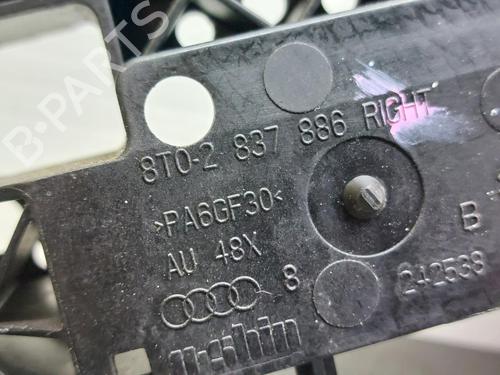 B-PARTS
8T0-2 837 886 RIGHT
>PA6GF30<
AU 48X
8
B
242538